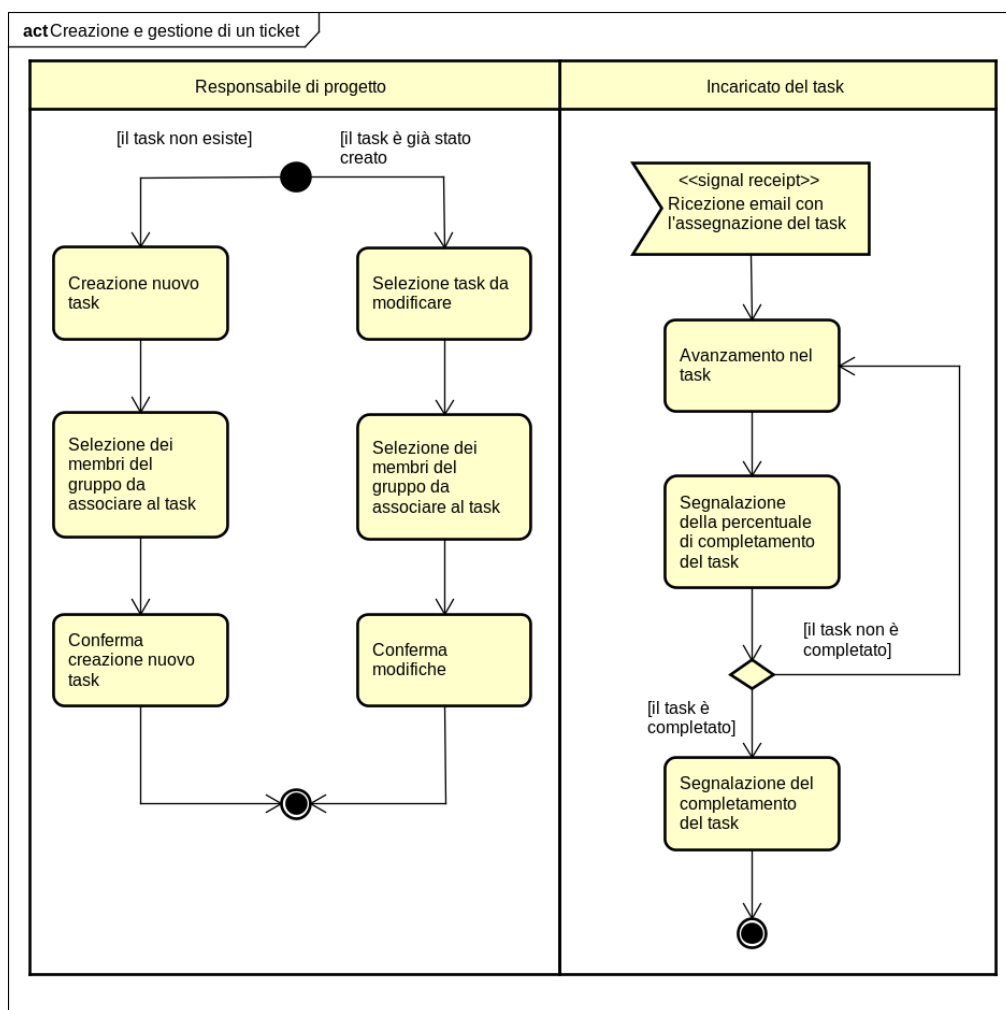 act Creazione e gestione di un ticket
Responsabile di progetto
Incaricato del task
[il task non esiste]
[il task è già stato
creato
<<signal receipt>>
Ricezione email con
l'assegnazione del task
Creazione nuovo
task
Selezione task da
modificare
Avanzamento nel
task
Selezione dei
membri del
gruppo da
associare al task
Selezione dei
membri del
gruppo da
associare al task
Segnalazione
della percentuale
di completamento
del task
Conferma
creazione nuovo
task
Conferma
modifiche
[il task non è
completato]
[il task è
completato]
Segnalazione del
completamento
del task